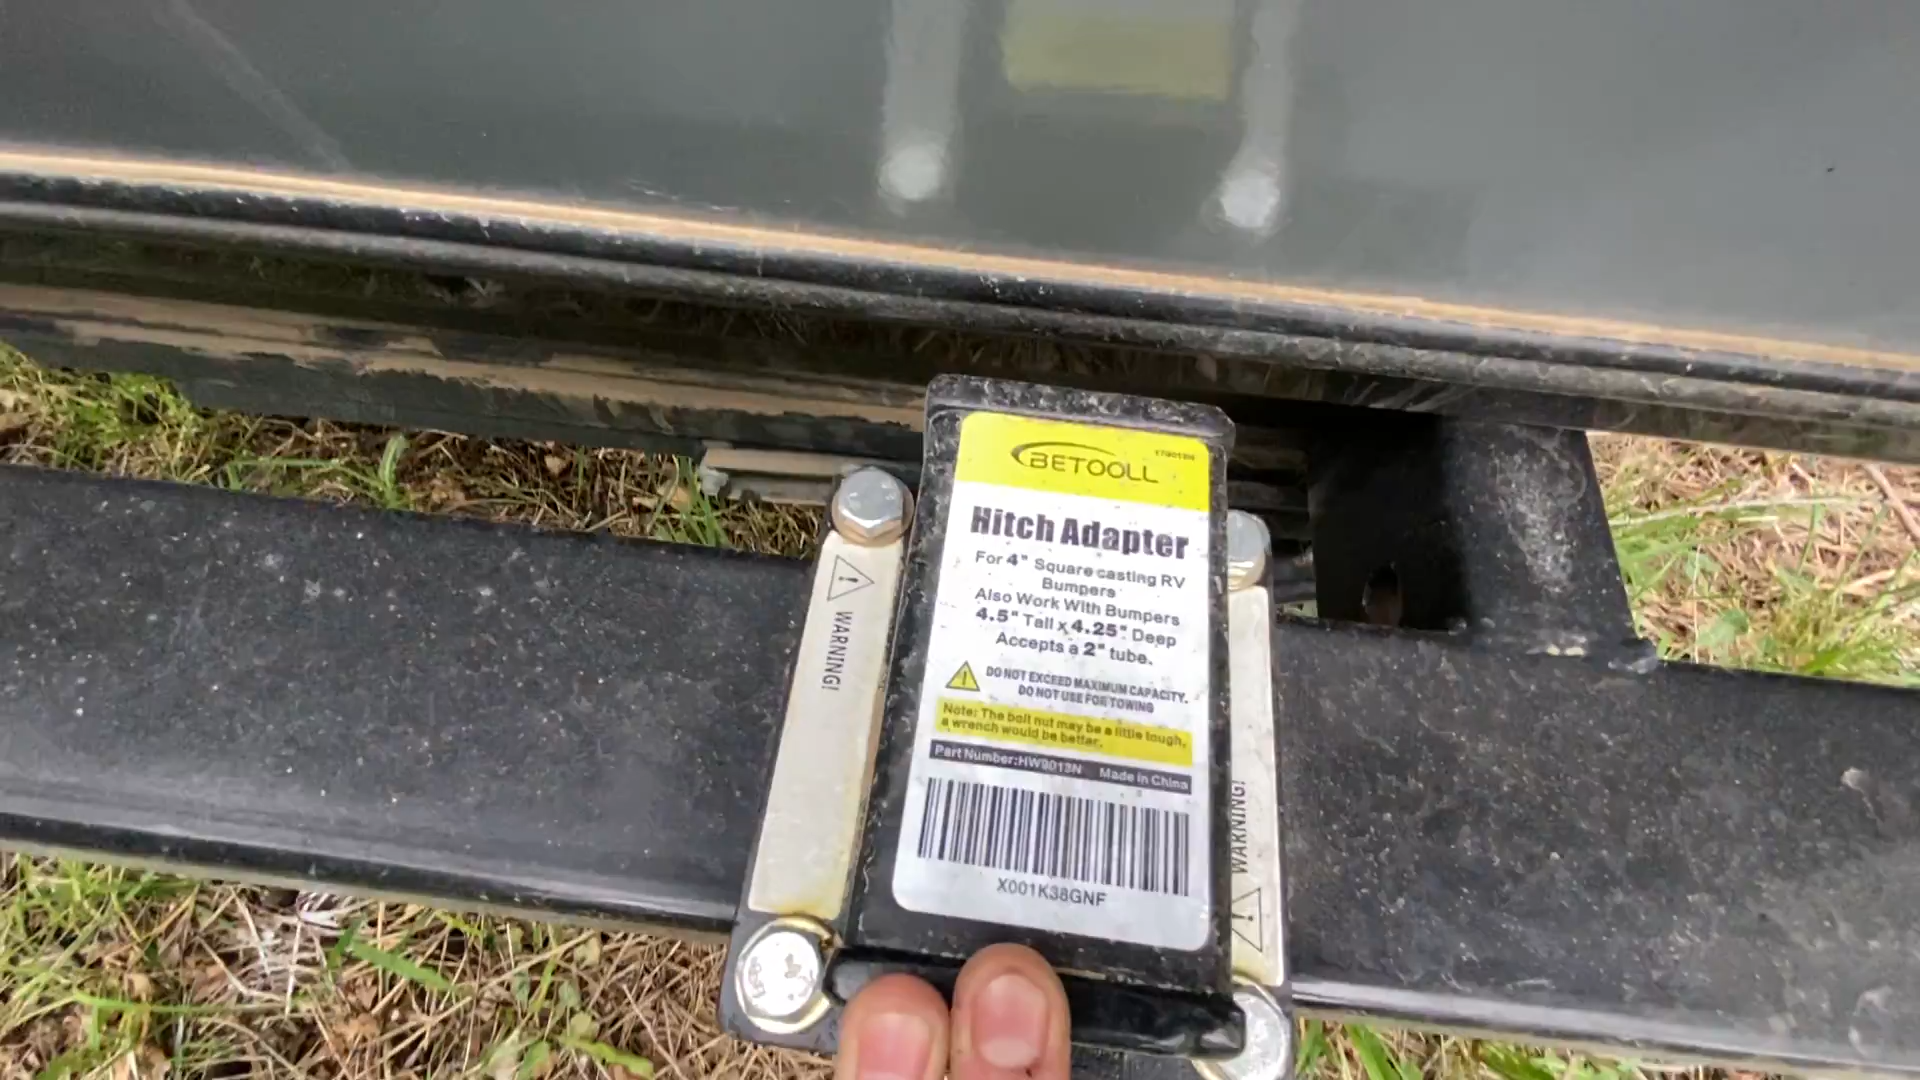 BETOOLL
Hitch Adapter
For 4" Square casting RV
Bumpers
Also Work With Bumpers
4.5" Tall x 4.25" Deep
Accepts a 2" tube.
DO NOT EXCEED MAXIMUM CAPACITY.
DO NOT USE FOR TOWING
Note: The bolt nut may be a little tough,
a wrench would be better.
Part Number:HW9013N Made in China
X001K38GNF
WARNING!
WARNING!